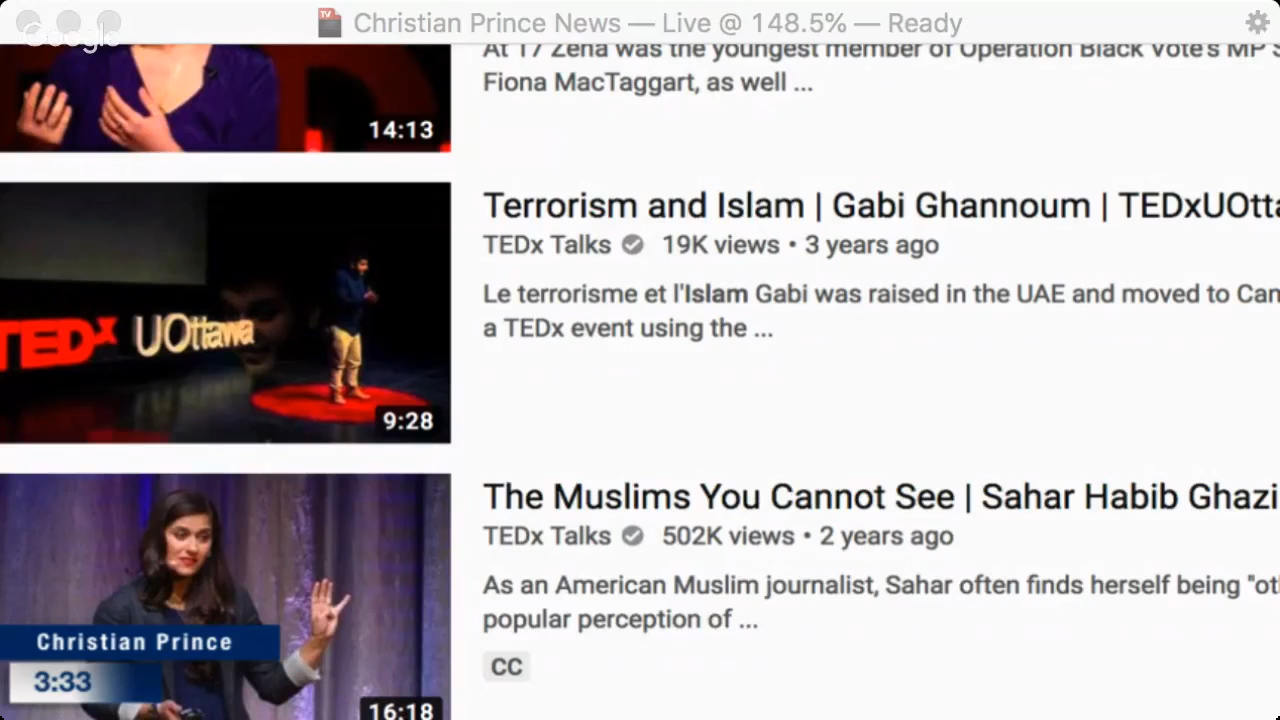 Google
Christian Prince News — Live @ 148.5% — Ready
TV
14:13
At 17 Zena was the youngest member of Operation Black Vote's MP S
Fiona MacTaggart, as well ...
TEDx UOttawa
9:28
Terrorism and Islam | Gabi Ghannoum | TEDxUOtta
TEDx Talks 19K views • 3 years ago
Le terrorisme et l'Islam Gabi was raised in the UAE and moved to Can
a TEDx event using the ...
The Muslims You Cannot See | Sahar Habib Ghazi
TEDx Talks 502K views • 2 years ago
As an American Muslim journalist, Sahar often finds herself being "ot
popular perception of ...
CC
Christian Prince
3:33
16:18